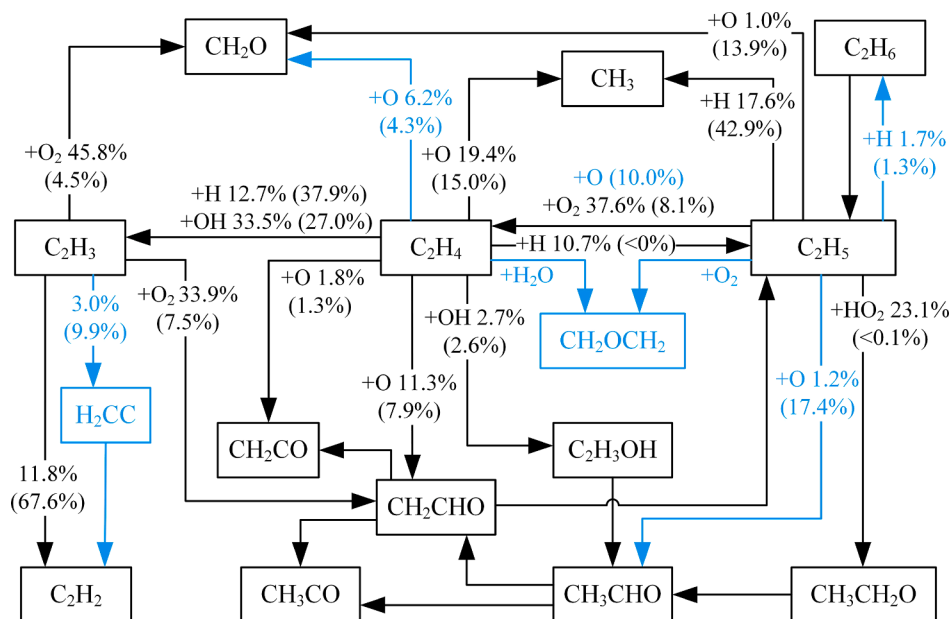 +O 1.0%
(13.9%)
CH₂O
C₂H₆
CH₃
+O 6.2%
(4.3%)
+H 17.6%
(42.9%)
+H 1.7%
(1.3%)
+O₂ 45.8%
(4.5%)
+O 19.4%
(15.0%)
+H 12.7% (37.9%)
+OH 33.5% (27.0%)
+O (10.0%)
+O₂ 37.6% (8.1%)
C₂H₃
C₂H₄
+H 10.7% (<0%)
C₂H₅
+O₂ 33.9%
(7.5%)
+O 1.8%
(1.3%)
+H₂O
+O₂
3.0%
(9.9%)
+OH 2.7%
(2.6%)
CH₂OCH₂
+HO₂ 23.1%
(<0.1%)
+O 11.3%
(7.9%)
+O 1.2%
(17.4%)
H₂CC
CH₂CO
C₂H₃OH
11.8%
(67.6%)
CH₂CHO
C₂H₂
CH₃CO
CH₃CHO
CH₃CH₂O